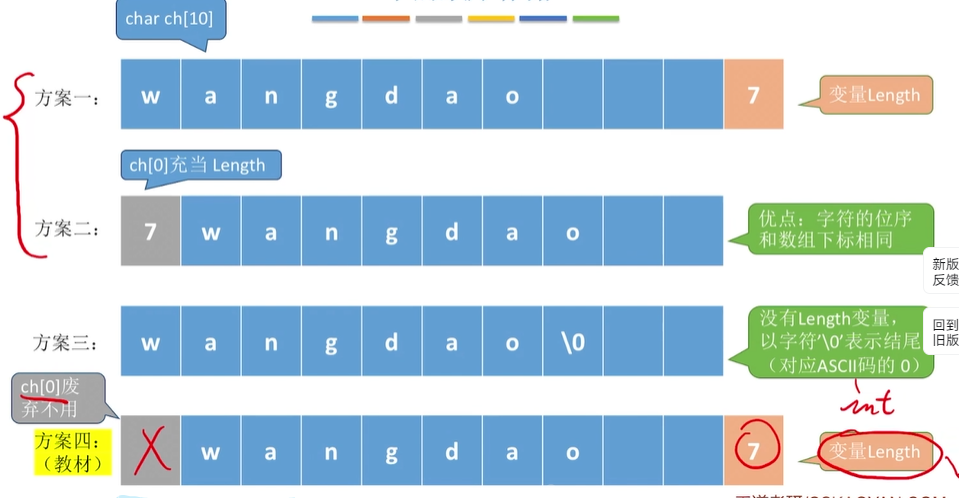 char ch[10]
方案一：
w a n g d a o 7
变量Length
ch[0]充当 Length
方案二：
7 w a n g d a o
优点：字符的位序
和数组下标相同
新版
反馈
方案三：
w a n g d a o \0
没有Length变量，
以字符'\0'表示结尾
（对应ASCII码的 0）
回到
旧版
int
ch[0]废
弃不用
方案四：
（教材）
X w a n g d a o 7
变量Length